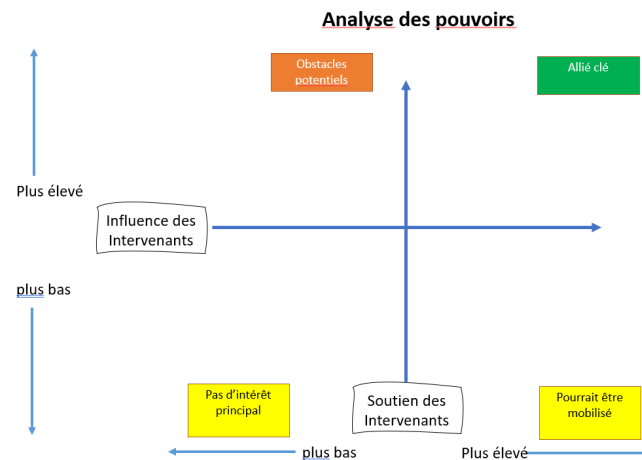 Analyse des pouvoirs
Obstacles
potentiels
Allié clé
Plus élevé
Influence des
Intervenants
plus bas
Pas d'intérêt
principal
Soutien des
Intervenants
Pourrait être
mobilisé
plus bas
Plus élevé